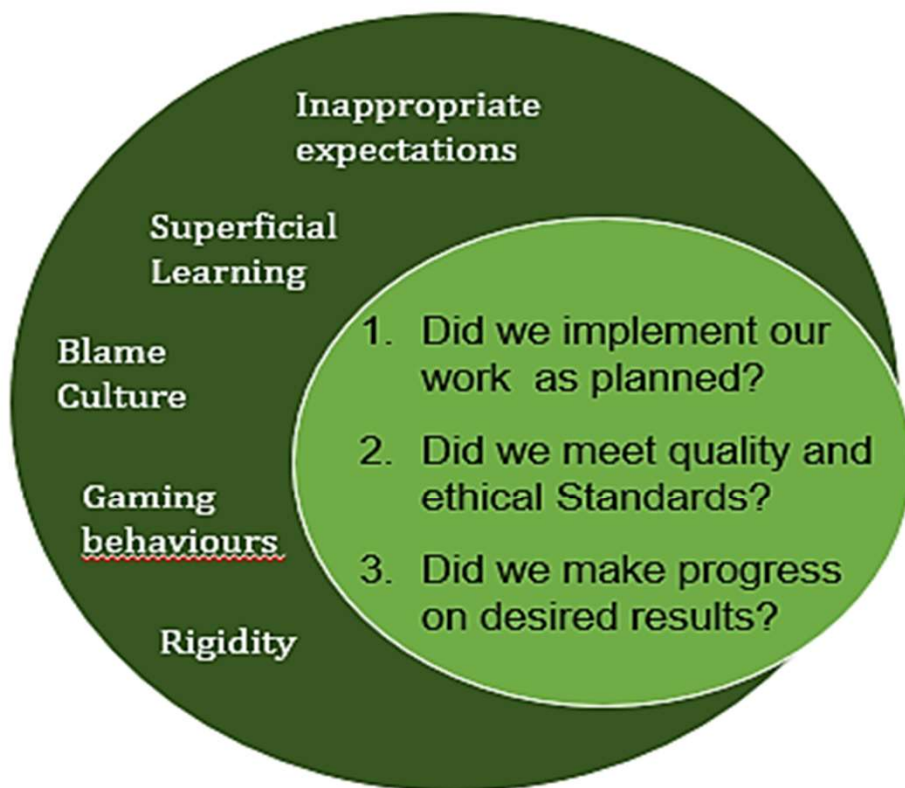 Inappropriate
expectations
Superficial
Learning
Blame
Culture
Gaming
behaviours
Rigidity
1. Did we implement our
work as planned?
2. Did we meet quality and
ethical Standards?
3. Did we make progress
on desired results?